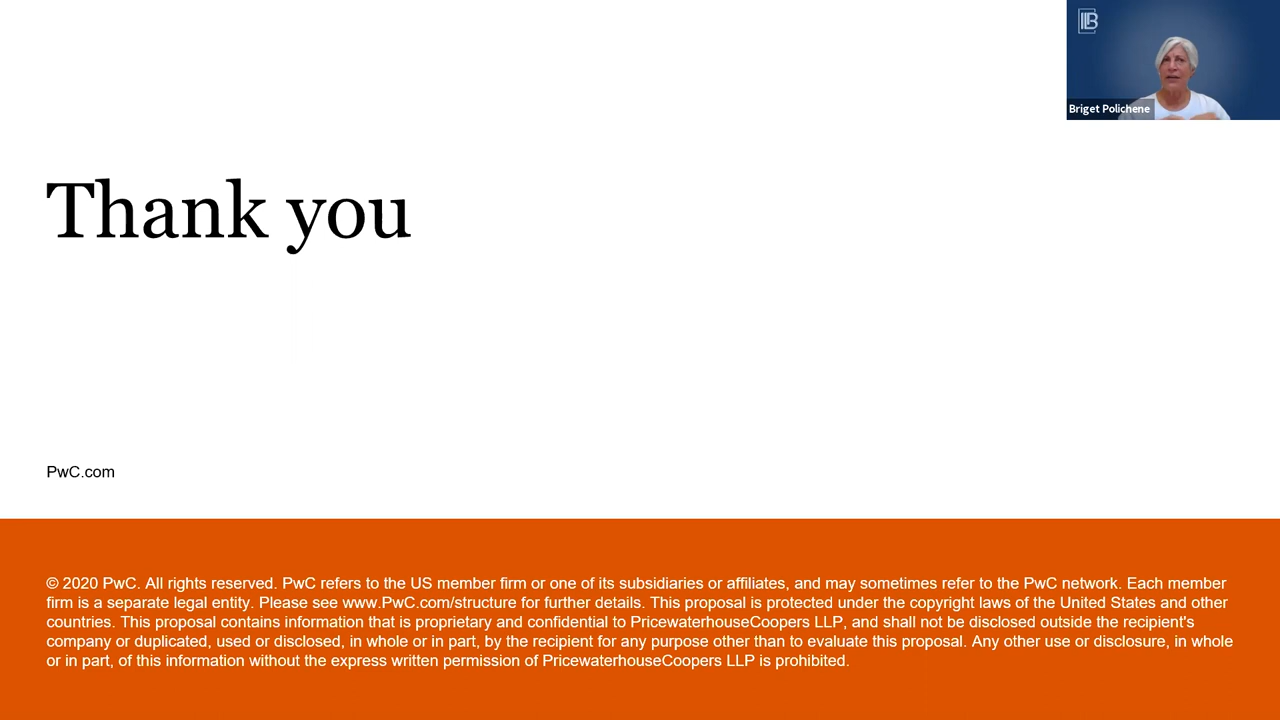 Briget Polichene
Thank you
PwC.com
© 2020 PwC. All rights reserved. PwC refers to the US member firm or one of its subsidiaries or affiliates, and may sometimes refer to the PwC network. Each member
firm is a separate legal entity. Please see www.PwC.com/structure for further details. This proposal is protected under the copyright laws of the United States and other
countries. This proposal contains information that is proprietary and confidential to PricewaterhouseCoopers LLP, and shall not be disclosed outside the recipient's
company or duplicated, used or disclosed, in whole or in part, by the recipient for any purpose other than to evaluate this proposal. Any other use or disclosure, in whole
or in part, of this information without the express written permission of PricewaterhouseCoopers LLP is prohibited.